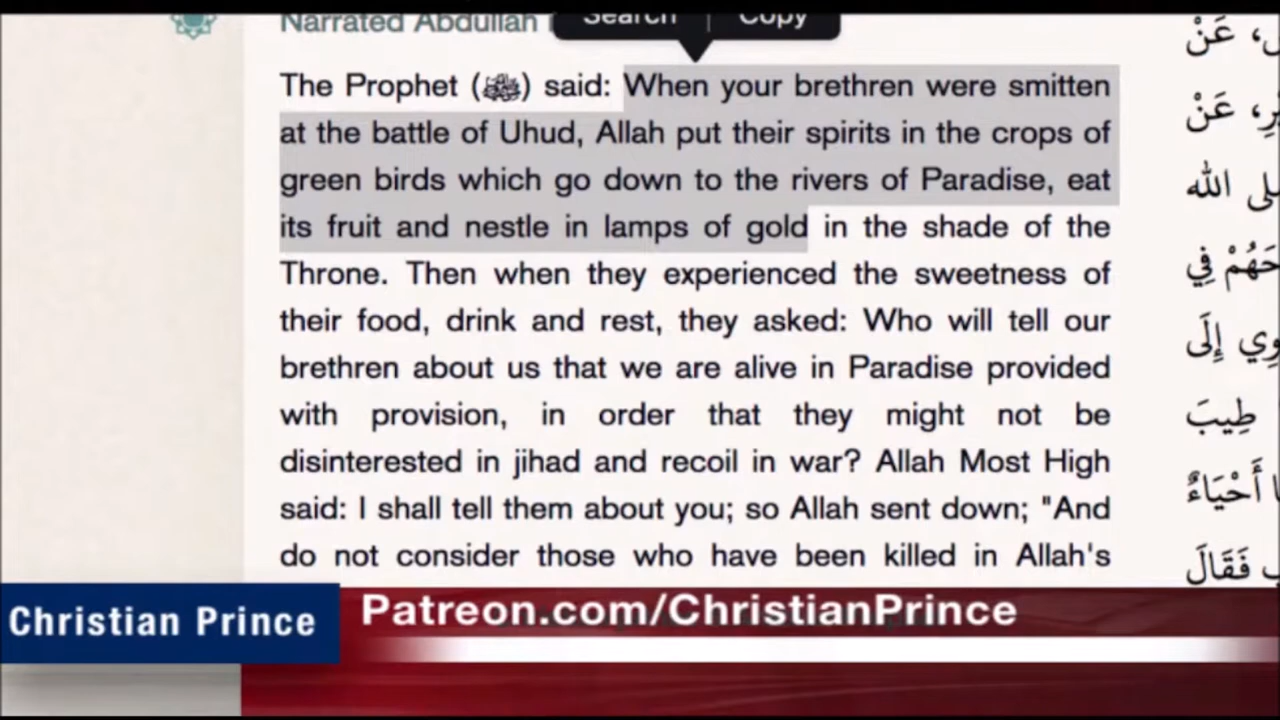 Search | Copy
Narrated Abdullah
The Prophet (ﷺ) said: When your brethren were smitten
at the battle of Uhud, Allah put their spirits in the crops of
green birds which go down to the rivers of Paradise, eat
its fruit and nestle in lamps of gold in the shade of the
Throne. Then when they experienced the sweetness of
their food, drink and rest, they asked: Who will tell our
brethren about us that we are alive in Paradise provided
with provision, in order that they might not be
disinterested in jihad and recoil in war? Allah Most High
said: I shall tell them about you; so Allah sent down; "And
do not consider those who have been killed in Allah's
، عَنْ
، عَنْ
الله
فِي
إِلَى
طِيبَ
أَحْيَاءٌ
فَقَالَ
Christian Prince
Patreon.com/ChristianPrince